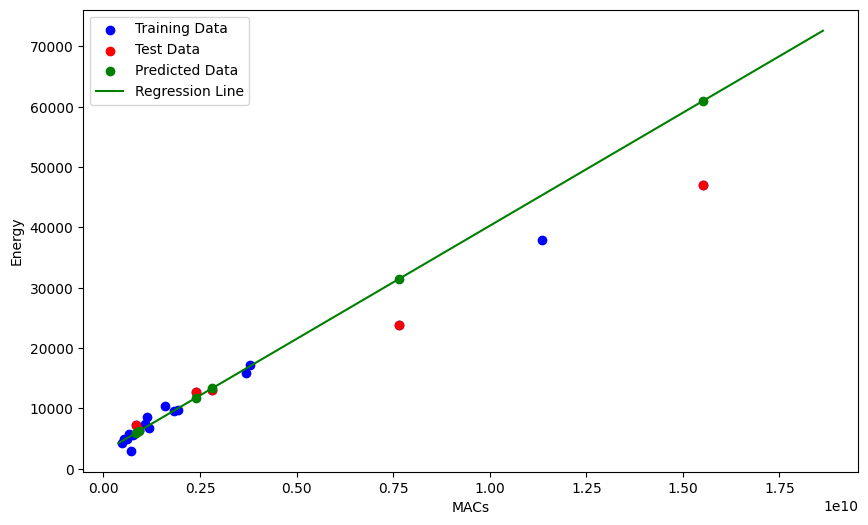 Training Data
Test Data
Predicted Data
Regression Line
70000
60000
50000
40000
30000
20000
10000
0
Energy
0.00
0.25
0.50
0.75
1.00
1.25
1.50
1.75
1e10
MACs